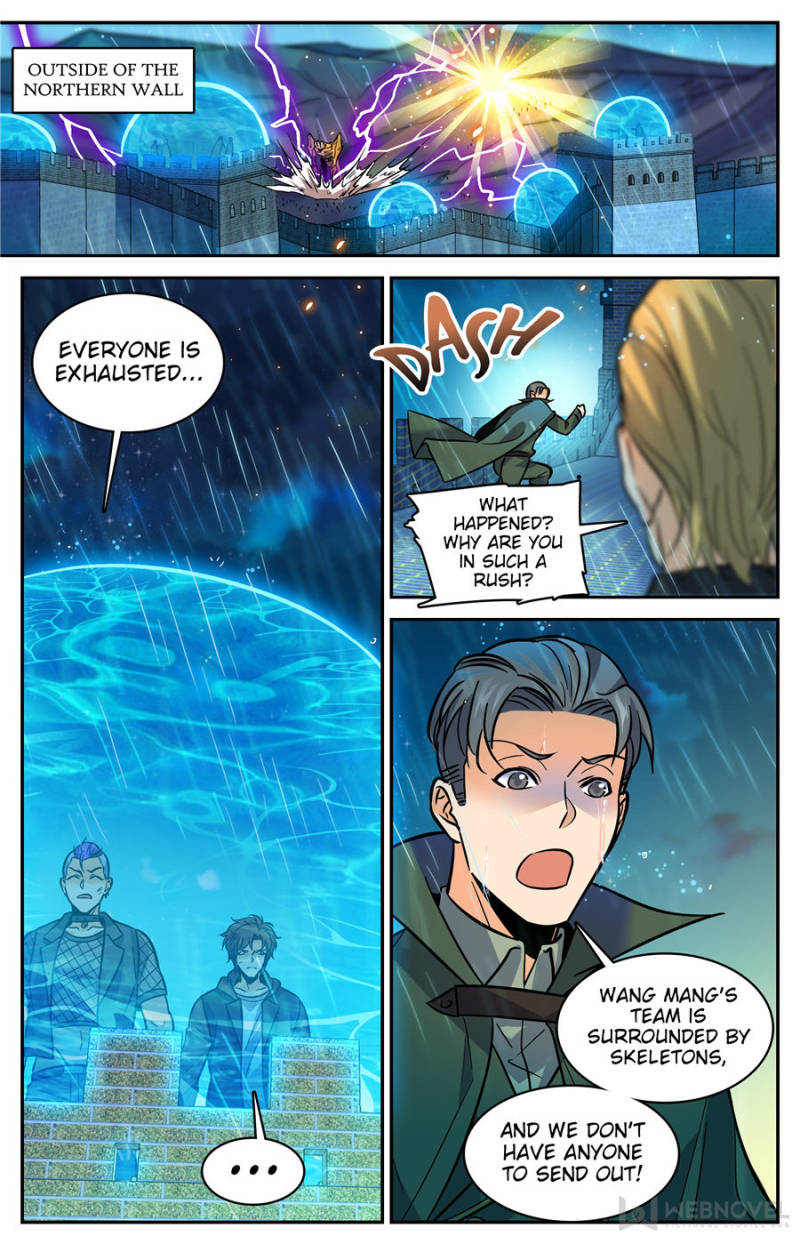 OUTSIDE OF THE
NORTHERN WALL
EVERYONE IS
EXHAUSTED...
DASH
WHAT
HAPPENED?
WHY ARE YOU
IN SUCH A
RUSH?
WANG MANG'S
TEAM IS
SURROUNDED BY
SKELETONS,
AND WE DON'T
HAVE ANYONE
TO SEND OUT!
...
WEBNOVEL